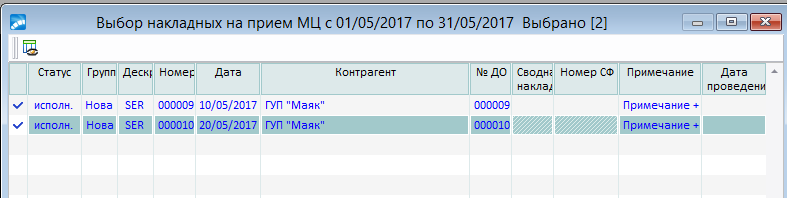 Выбор накладных на прием МЦ с 01/05/2017 по 31/05/2017 Выбрано [2]
Статус Групп Дескр Номер Дата Контрагент № ДО Сводна наклад Номер СФ Примечание Дата проведени
исполн. Нова SER 000009 10/05/2017 ГУП "Маяк" 000009 Примечание +
исполн. Нова SER 000010 20/05/2017 ГУП "Маяк" 000010 Примечание +